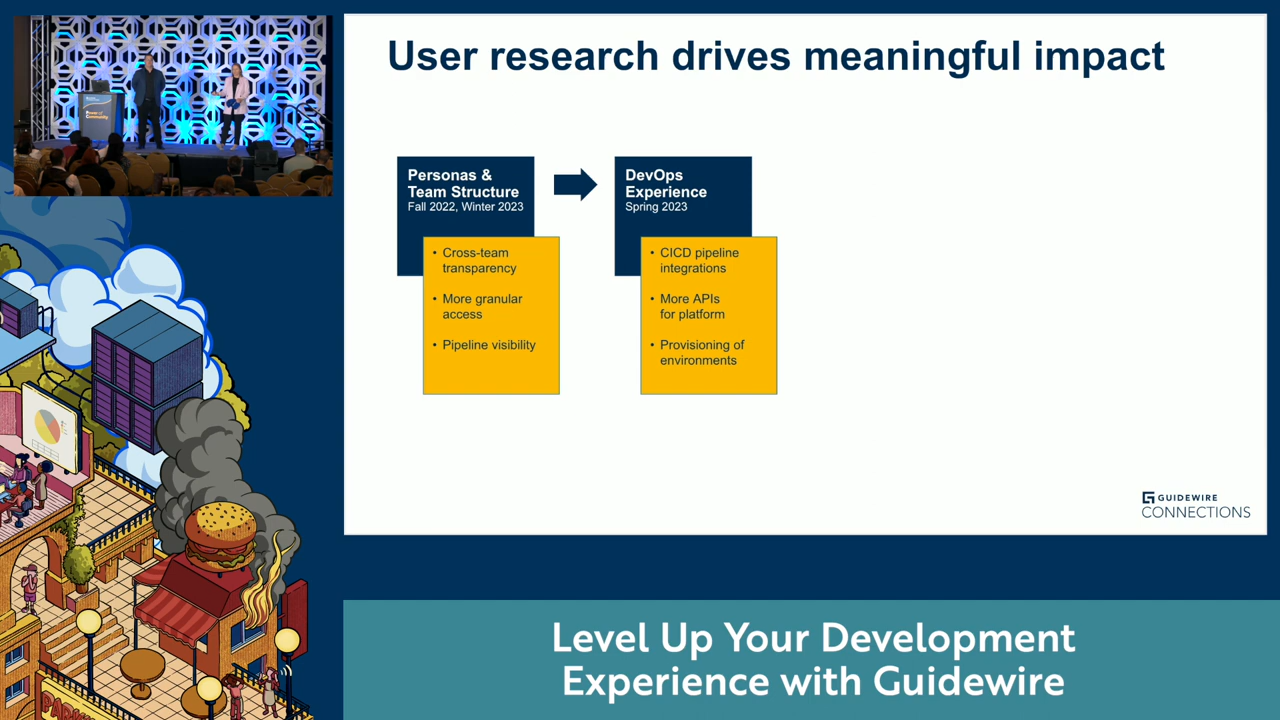 User research drives meaningful impact
Personas &
Team Structure
Fall 2022, Winter 2023
• Cross-team
transparency
• More granular
access
• Pipeline visibility
DevOps
Experience
Spring 2023
• CICD pipeline
integrations
• More APIs
for platform
• Provisioning of
environments
GUIDEWIRE
CONNECTIONS
Level Up Your Development
Experience with Guidewire